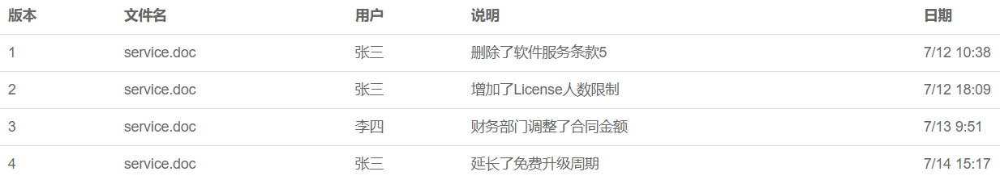 版本 文件名 用户 说明 日期
1 service.doc 张三 删除了软件服务条款5 7/12 10:38
2 service.doc 张三 增加了License人数限制 7/12 18:09
3 service.doc 李四 财务部门调整了合同金额 7/13 9:51
4 service.doc 张三 延长了免费升级周期 7/14 15:17